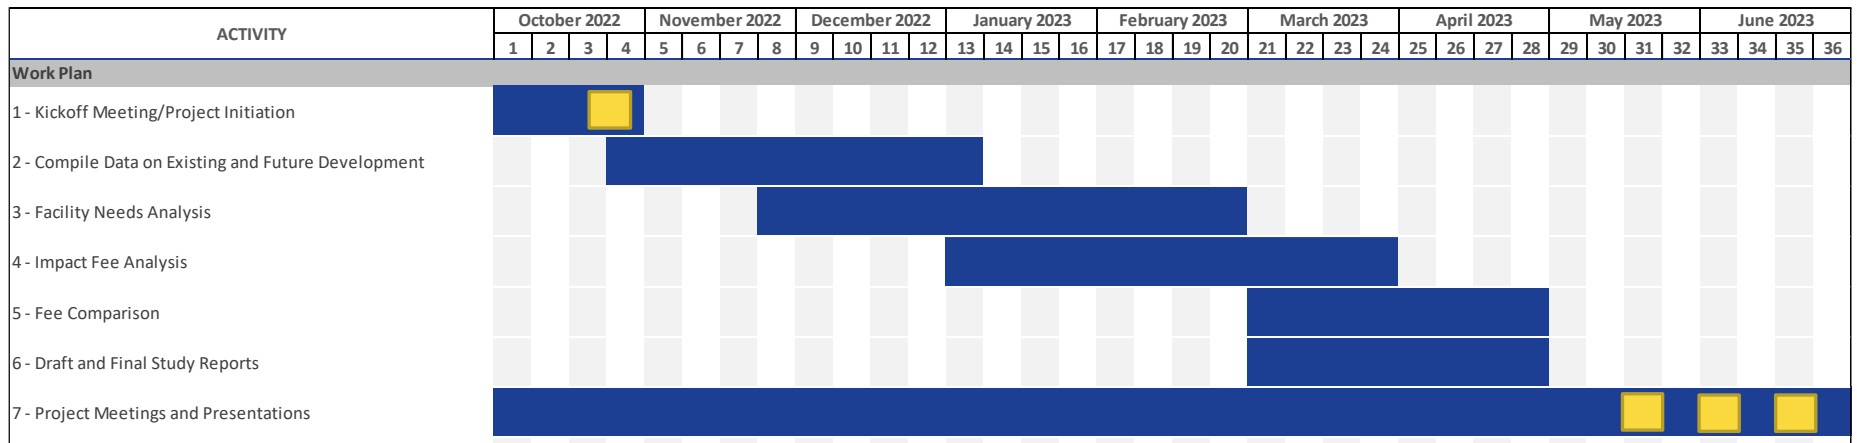 ACTIVITY
October 2022 November 2022 December 2022 January 2023 February 2023 March 2023 April 2023 May 2023 June 2023
1 2 3 4 5 6 7 8 9 10 11 12 13 14 15 16 17 18 19 20 21 22 23 24 25 26 27 28 29 30 31 32 33 34 35 36
Work Plan
1 - Kickoff Meeting/Project Initiation
2 - Compile Data on Existing and Future Development
3 - Facility Needs Analysis
4 - Impact Fee Analysis
5 - Fee Comparison
6 - Draft and Final Study Reports
7 - Project Meetings and Presentations